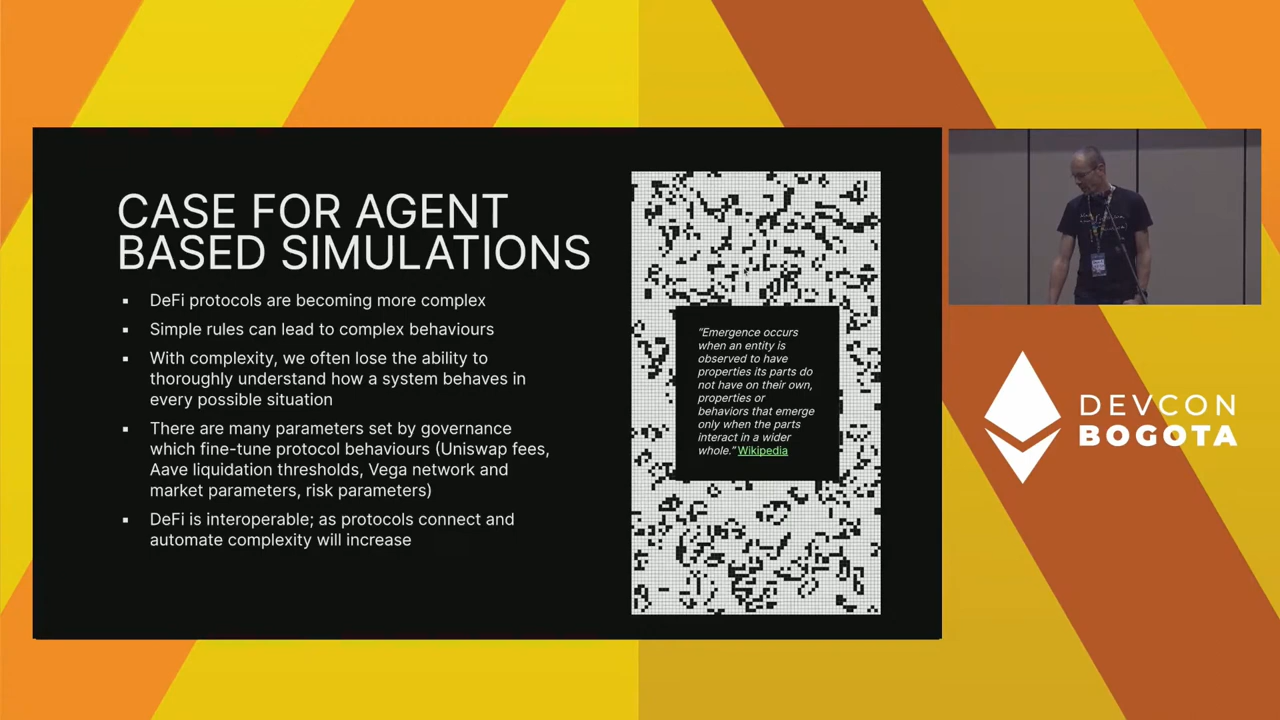 CASE FOR AGENT
BASED SIMULATIONS
▪ DeFi protocols are becoming more complex
▪ Simple rules can lead to complex behaviours
▪ With complexity, we often lose the ability to
thoroughly understand how a system behaves in
every possible situation
▪ There are many parameters set by governance
which fine-tune protocol behaviours (Uniswap fees,
Aave liquidation thresholds, Vega network and
market parameters, risk parameters)
▪ DeFi is interoperable; as protocols connect and
automate complexity will increase
“Emergence occurs
when an entity is
observed to have
properties its parts do
not have on their own,
properties or
behaviors that emerge
only when the parts
interact in a wider
whole.” Wikipedia
DEVCON
BOGOTA